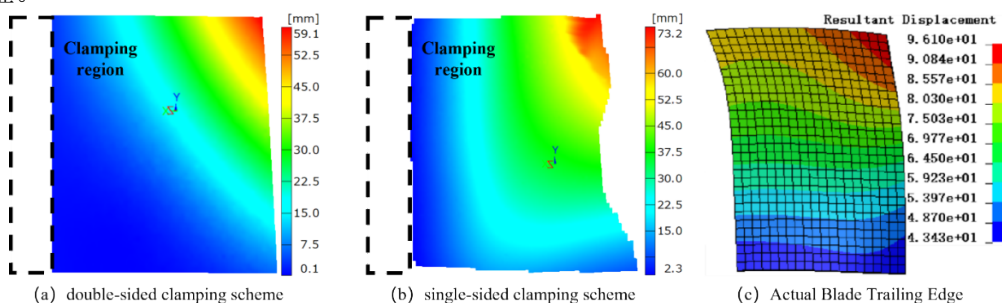 [mm]
59.1
52.5
45.0
37.5
30.0
22.5
15.0
7.5
0.1
Clamping
region
Y
Z
(a) double-sided clamping scheme
[mm]
73.2
60.0
52.5
45.0
37.5
30.0
22.5
15.0
2.3
Clamping
region
Y
Z
(b) single-sided clamping scheme
Resultant Displacement
9.610e+01
9.084e+01
8.557e+01
8.030e+01
7.503e+01
6.977e+01
6.450e+01
5.923e+01
5.397e+01
4.870e+01
4.343e+01
(c) Actual Blade Trailing Edge